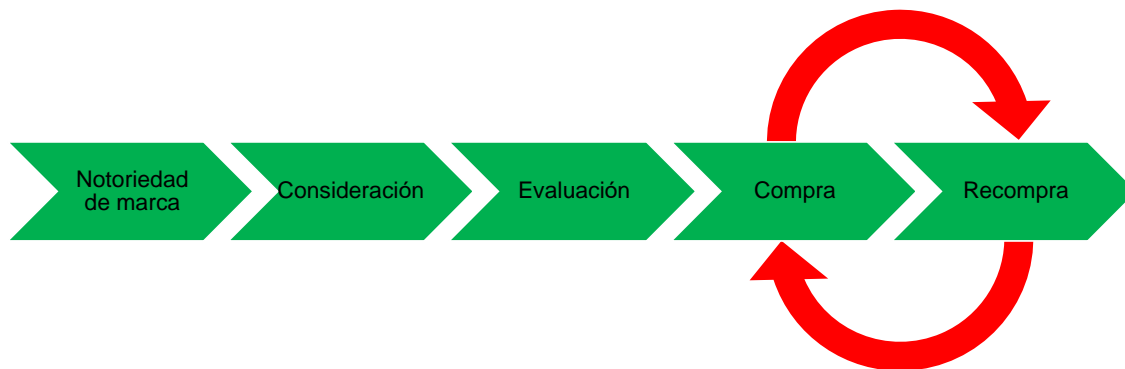 Notoriedad
de marca
Consideración
Evaluación
Compra
Recompra